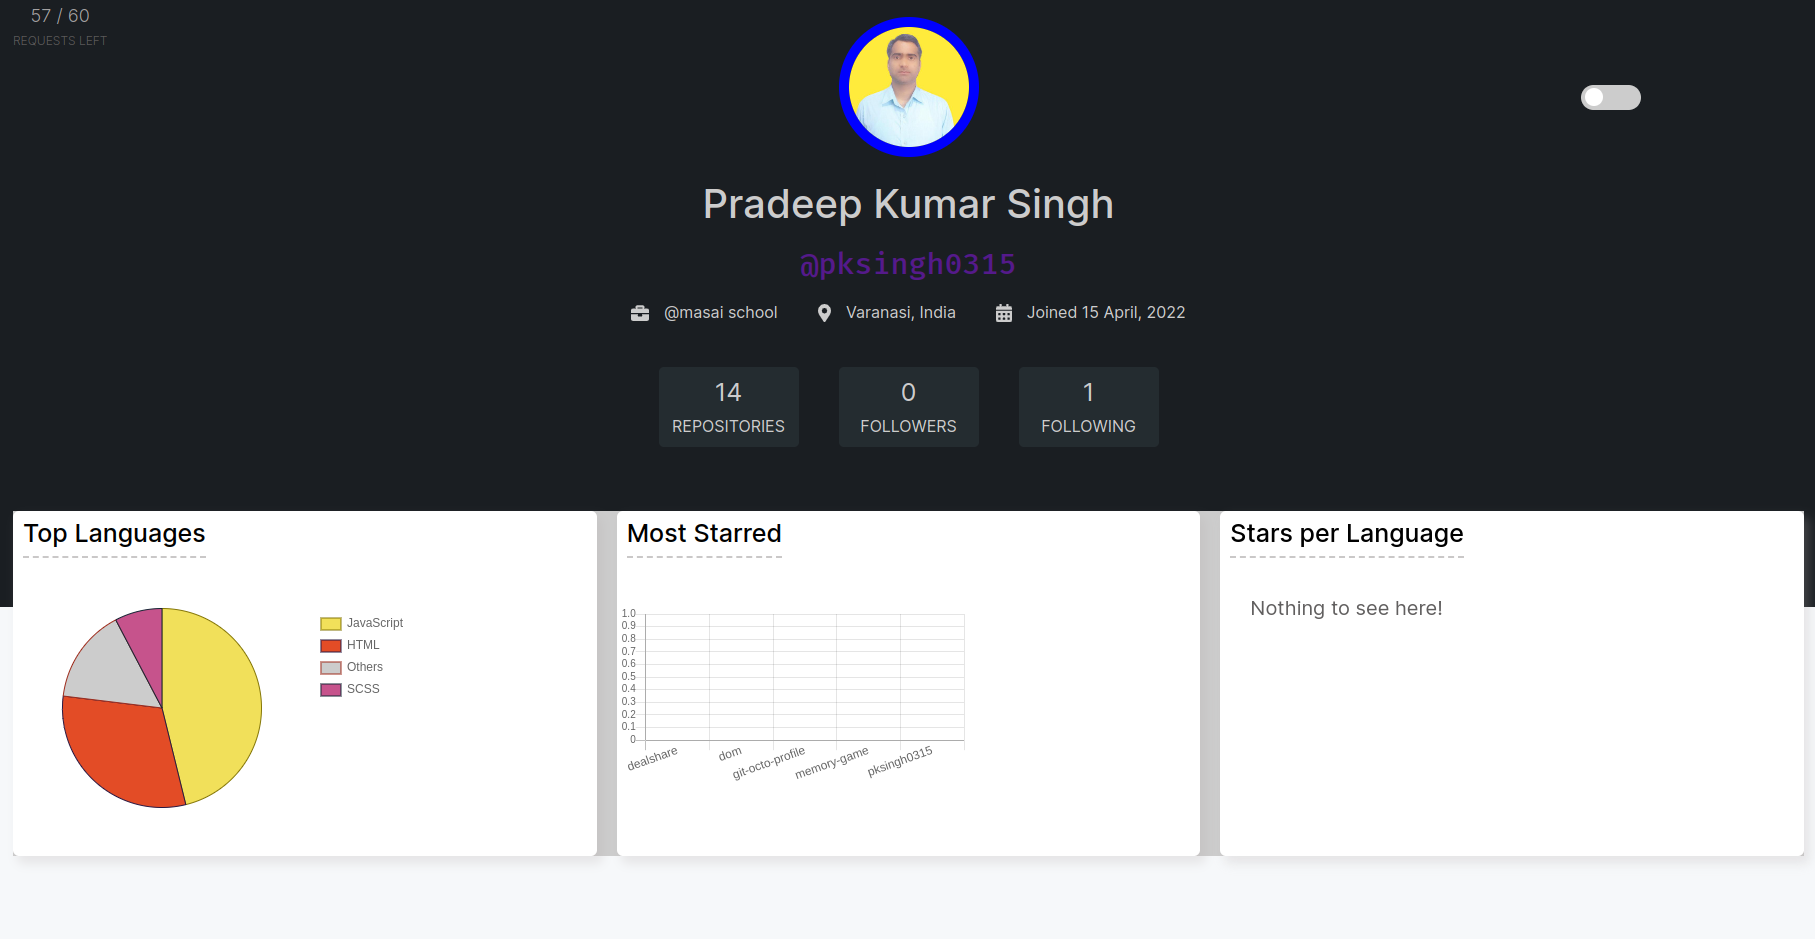 57 / 60
REQUESTS LEFT
Pradeep Kumar Singh
@pksingh0315
@masai school Varanasi, India Joined 15 April, 2022
14 0 1
REPOSITORIES FOLLOWERS FOLLOWING
Top Languages
JavaScript
HTML
Others
SCSS
Most Starred
1.0
0.9
0.8
0.7
0.6
0.5
0.4
0.3
0.2
0.1
0
dealshare dom git-octo-profile memory-game pksingh0315
Stars per Language
Nothing to see here!